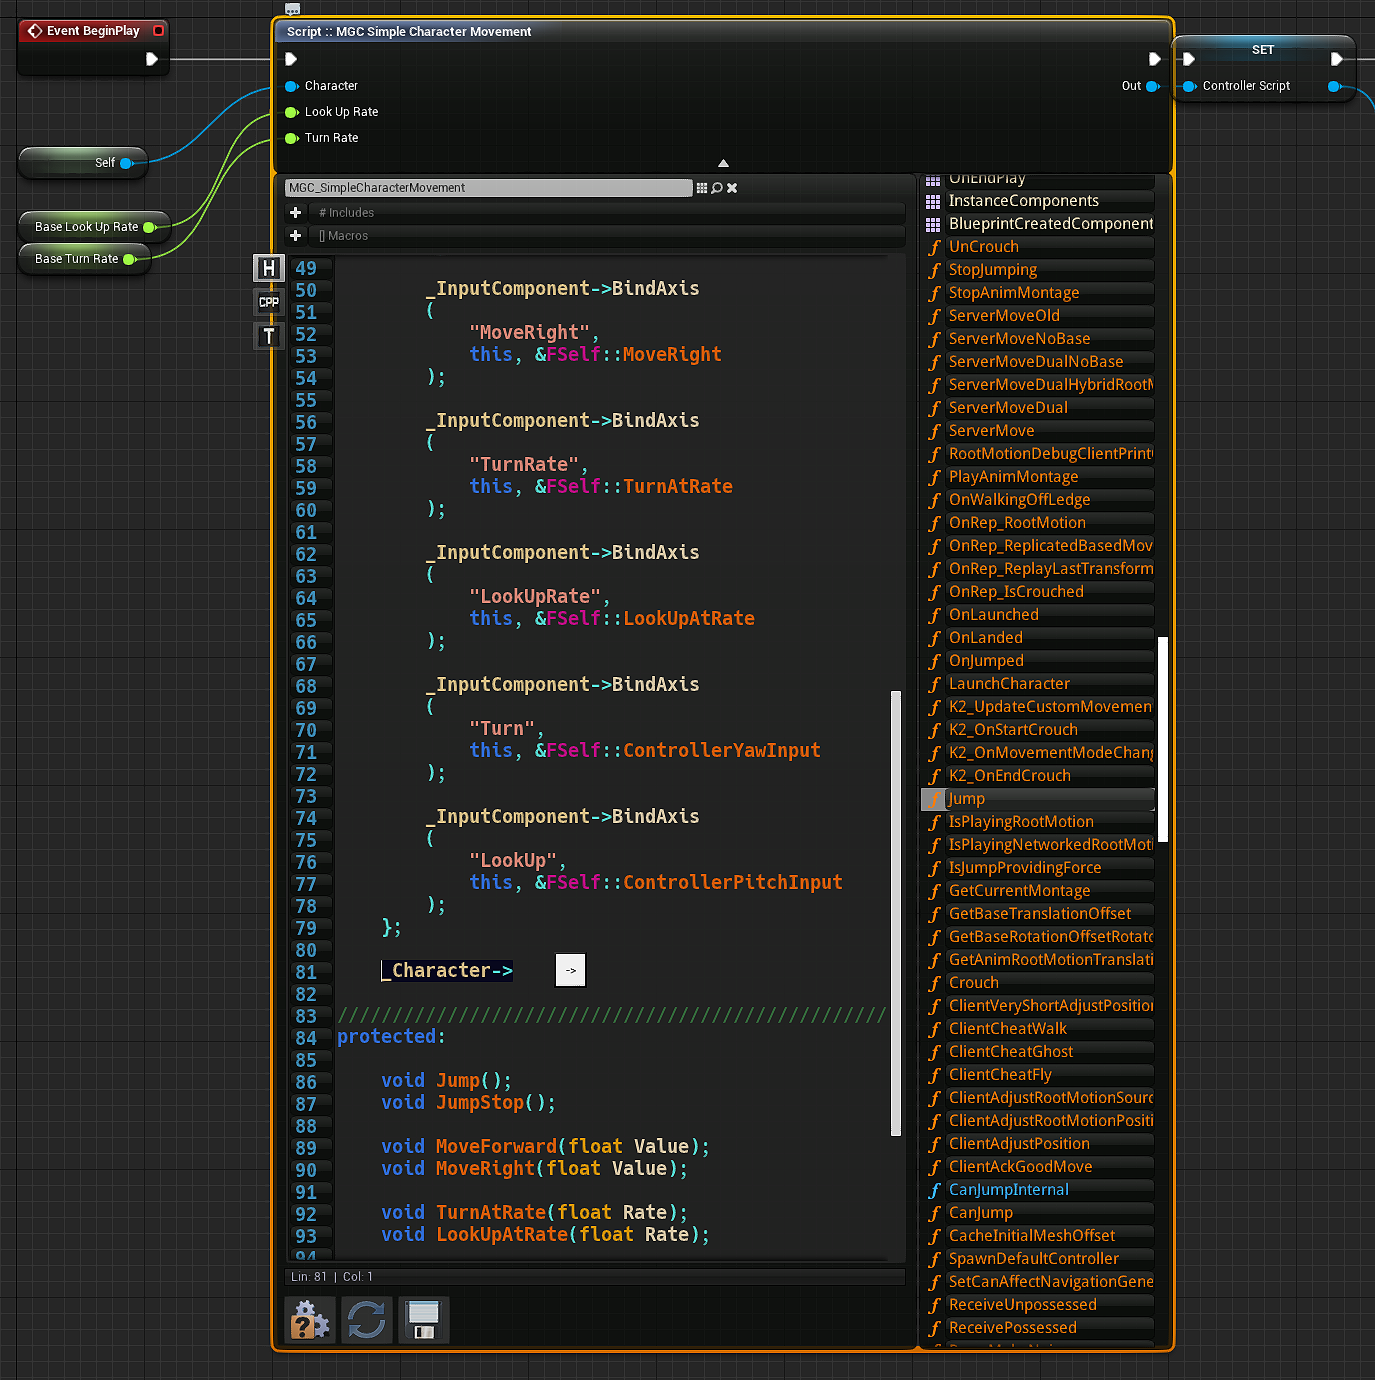 Event BeginPlay
Script :: MGC Simple Character Movement
SET
Character
Look Up Rate
Turn Rate
Out
Controller Script
Self
Base Look Up Rate
Base Turn Rate
MGC_SimpleCharacterMovement
# Includes
[] Macros
H
CPP
T
49
50 _InputComponent->BindAxis
51 (
52 "MoveRight",
53 this, &FSelf::MoveRight
54 );
55
56 _InputComponent->BindAxis
57 (
58 "TurnRate",
59 this, &FSelf::TurnAtRate
60 );
61
62 _InputComponent->BindAxis
63 (
64 "LookUpRate",
65 this, &FSelf::LookUpAtRate
66 );
67
68 _InputComponent->BindAxis
69 (
70 "Turn",
71 this, &FSelf::ControllerYawInput
72 );
73
74 _InputComponent->BindAxis
75 (
76 "LookUp",
77 this, &FSelf::ControllerPitchInput
78 );
79 };
80
81 _Character-> ->
82
83 //////////////////////////////////////////////////
84 protected:
85
86 void Jump();
87 void JumpStop();
88
89 void MoveForward(float Value);
90 void MoveRight(float Value);
91
92 void TurnAtRate(float Rate);
93 void LookUpAtRate(float Rate);
94
Lin: 81 | Col: 1
OnEndPlay
InstanceComponents
BlueprintCreatedComponent
f UnCrouch
f StopJumping
f StopAnimMontage
f ServerMoveOld
f ServerMoveNoBase
f ServerMoveDualNoBase
f ServerMoveDualHybridRootM
f ServerMoveDual
f ServerMove
f RootMotionDebugClientPrint
f PlayAnimMontage
f OnWalkingOffLedge
f OnRep_RootMotion
f OnRep_ReplicatedBasedMov
f OnRep_ReplayLastTransform
f OnRep_IsCrouched
f OnLaunched
f OnLanded
f OnJumped
f LaunchCharacter
f K2_UpdateCustomMovemen
f K2_OnStartCrouch
f K2_OnMovementModeChang
f K2_OnEndCrouch
f Jump
f IsPlayingRootMotion
f IsPlayingNetworkedRootMoti
f IsJumpProvidingForce
f GetCurrentMontage
f GetBaseTranslationOffset
f GetBaseRotationOffsetRotato
f GetAnimRootMotionTranslati
f Crouch
f ClientVeryShortAdjustPosition
f ClientCheatWalk
f ClientCheatGhost
f ClientCheatFly
f ClientAdjustRootMotionSourc
f ClientAdjustRootMotionPositi
f ClientAdjustPosition
f ClientAckGoodMove
f CanJumpInternal
f CanJump
f CacheInitialMeshOffset
f SpawnDefaultController
f SetCanAffectNavigationGene
f ReceiveUnpossessed
f ReceivePossessed